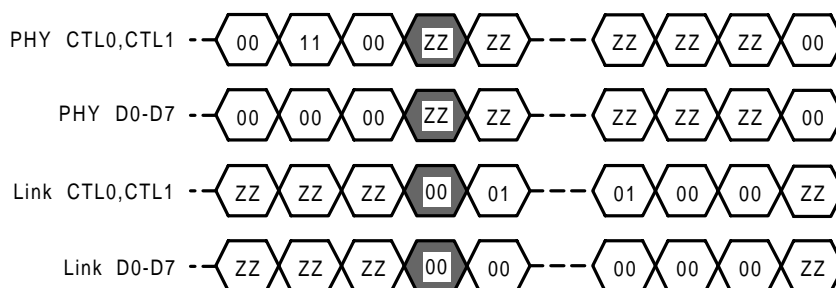 PHY CTL0,CTL1 00 11 00 ZZ ZZ ZZ ZZ ZZ 00
PHY D0-D7 00 00 00 ZZ ZZ ZZ ZZ ZZ 00
Link CTL0,CTL1 ZZ ZZ ZZ 00 01 01 00 00 ZZ
Link D0-D7 ZZ ZZ ZZ 00 00 00 00 00 ZZ